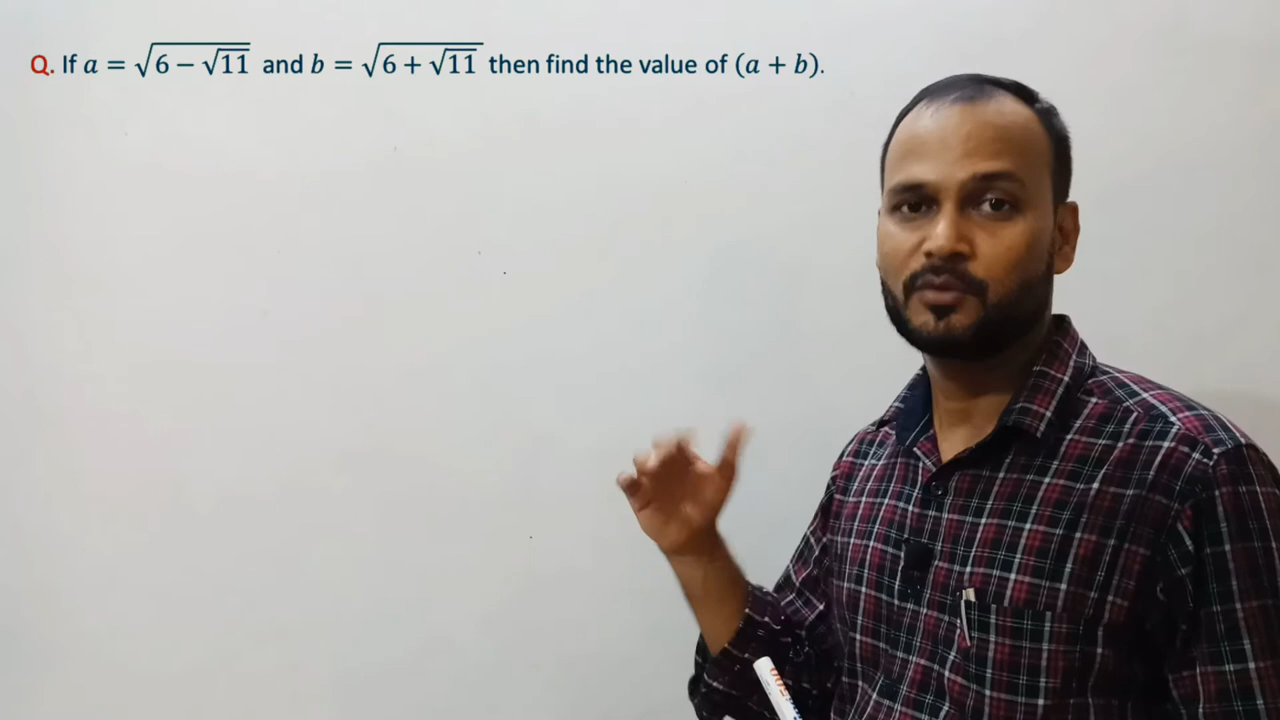 Q. If a = √(6 − √11) and b = √(6 + √11) then find the value of (a + b).